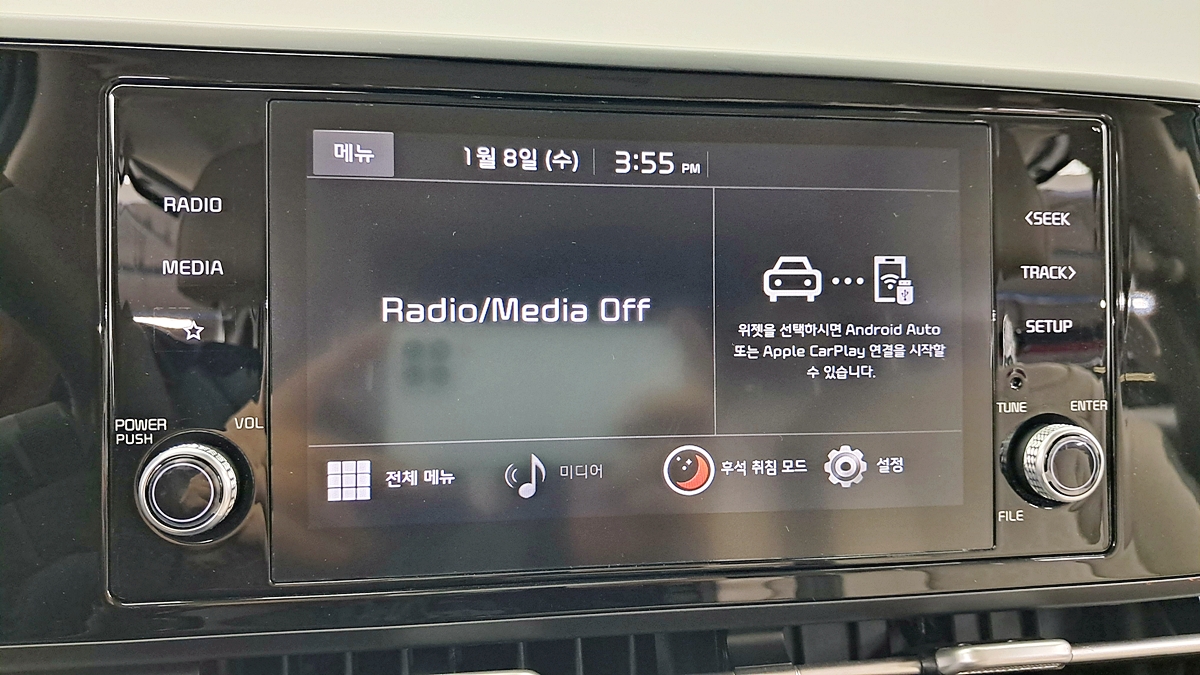 메뉴
1월 8일 (수)
3:55 PM
RADIO
MEDIA
POWER
PUSH
VOL
Radio/Media Off
위젯을 선택하시면 Android Auto
또는 Apple CarPlay 연결을 시작할
수 있습니다.
전체 메뉴
미디어
후석 취침 모드
설정
<SEEK
TRACK>
SETUP
TUNE
ENTER
FILE